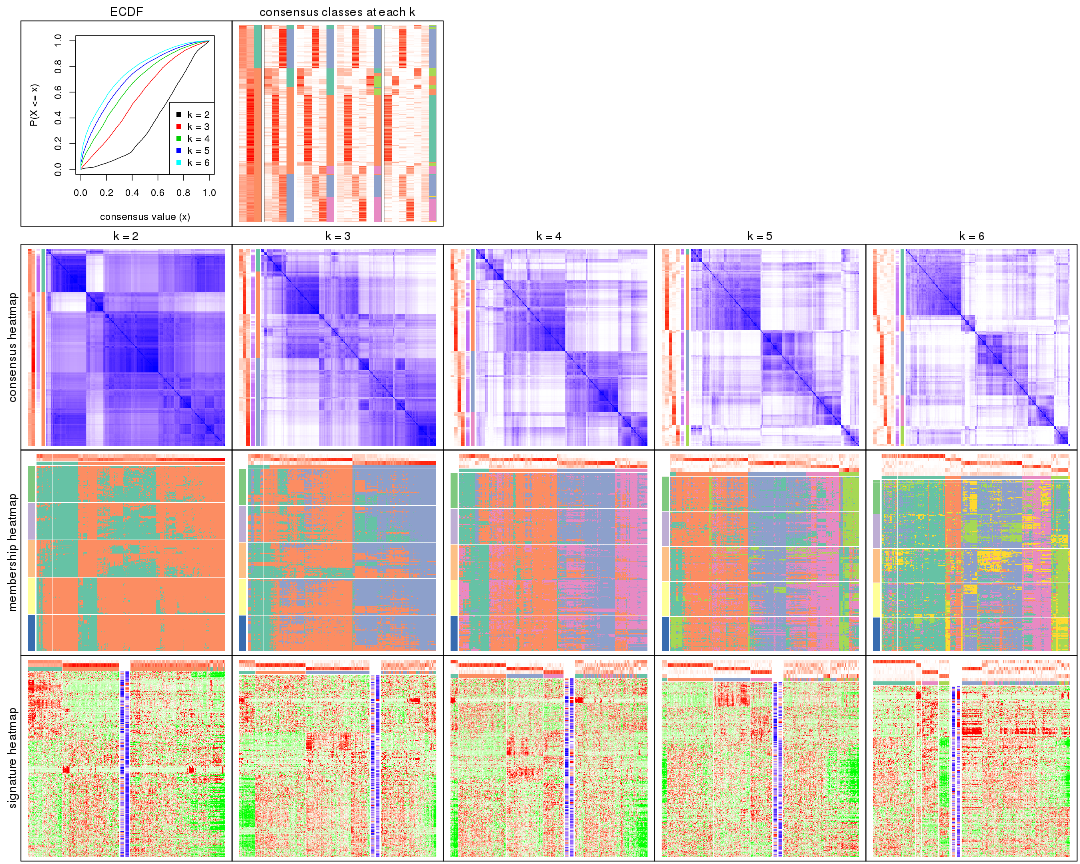 ECDF
consensus classes at each k
P(X <= x)
0.0 0.2 0.4 0.6 0.8 1.0
k = 2
k = 3
k = 4
k = 5
k = 6
0.0 0.2 0.4 0.6 0.8 1.0
consensus value (x)
k = 2 k = 3 k = 4 k = 5 k = 6
consensus heatmap
membership heatmap
signature heatmap